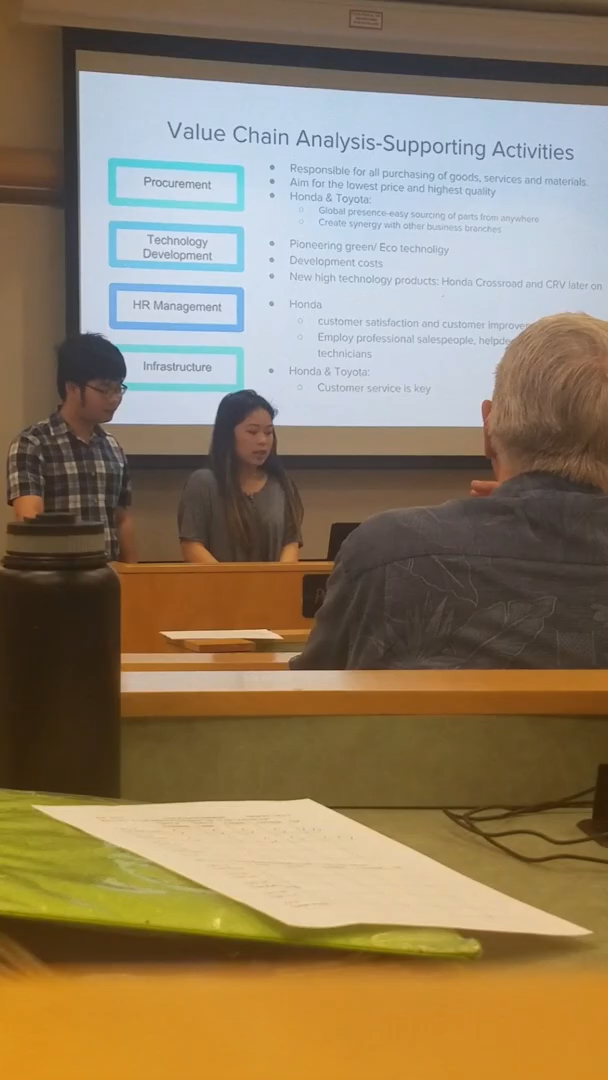 Value Chain Analysis-Supporting Activities
Procurement
Responsible for all purchasing of goods, services and materials.
Aim for the lowest price and highest quality
Honda & Toyota:
Global presence-easy sourcing of parts from anywhere
Create synergy with other business branches
Technology
Development
Pioneering green/ Eco technoligy
Development costs
New high technology products: Honda Crossroad and CRV later on
HR Management
Honda
customer satisfaction and customer
Employ professional salespeople,
technicians
Infrastructure
Honda & Toyota:
Customer service is key